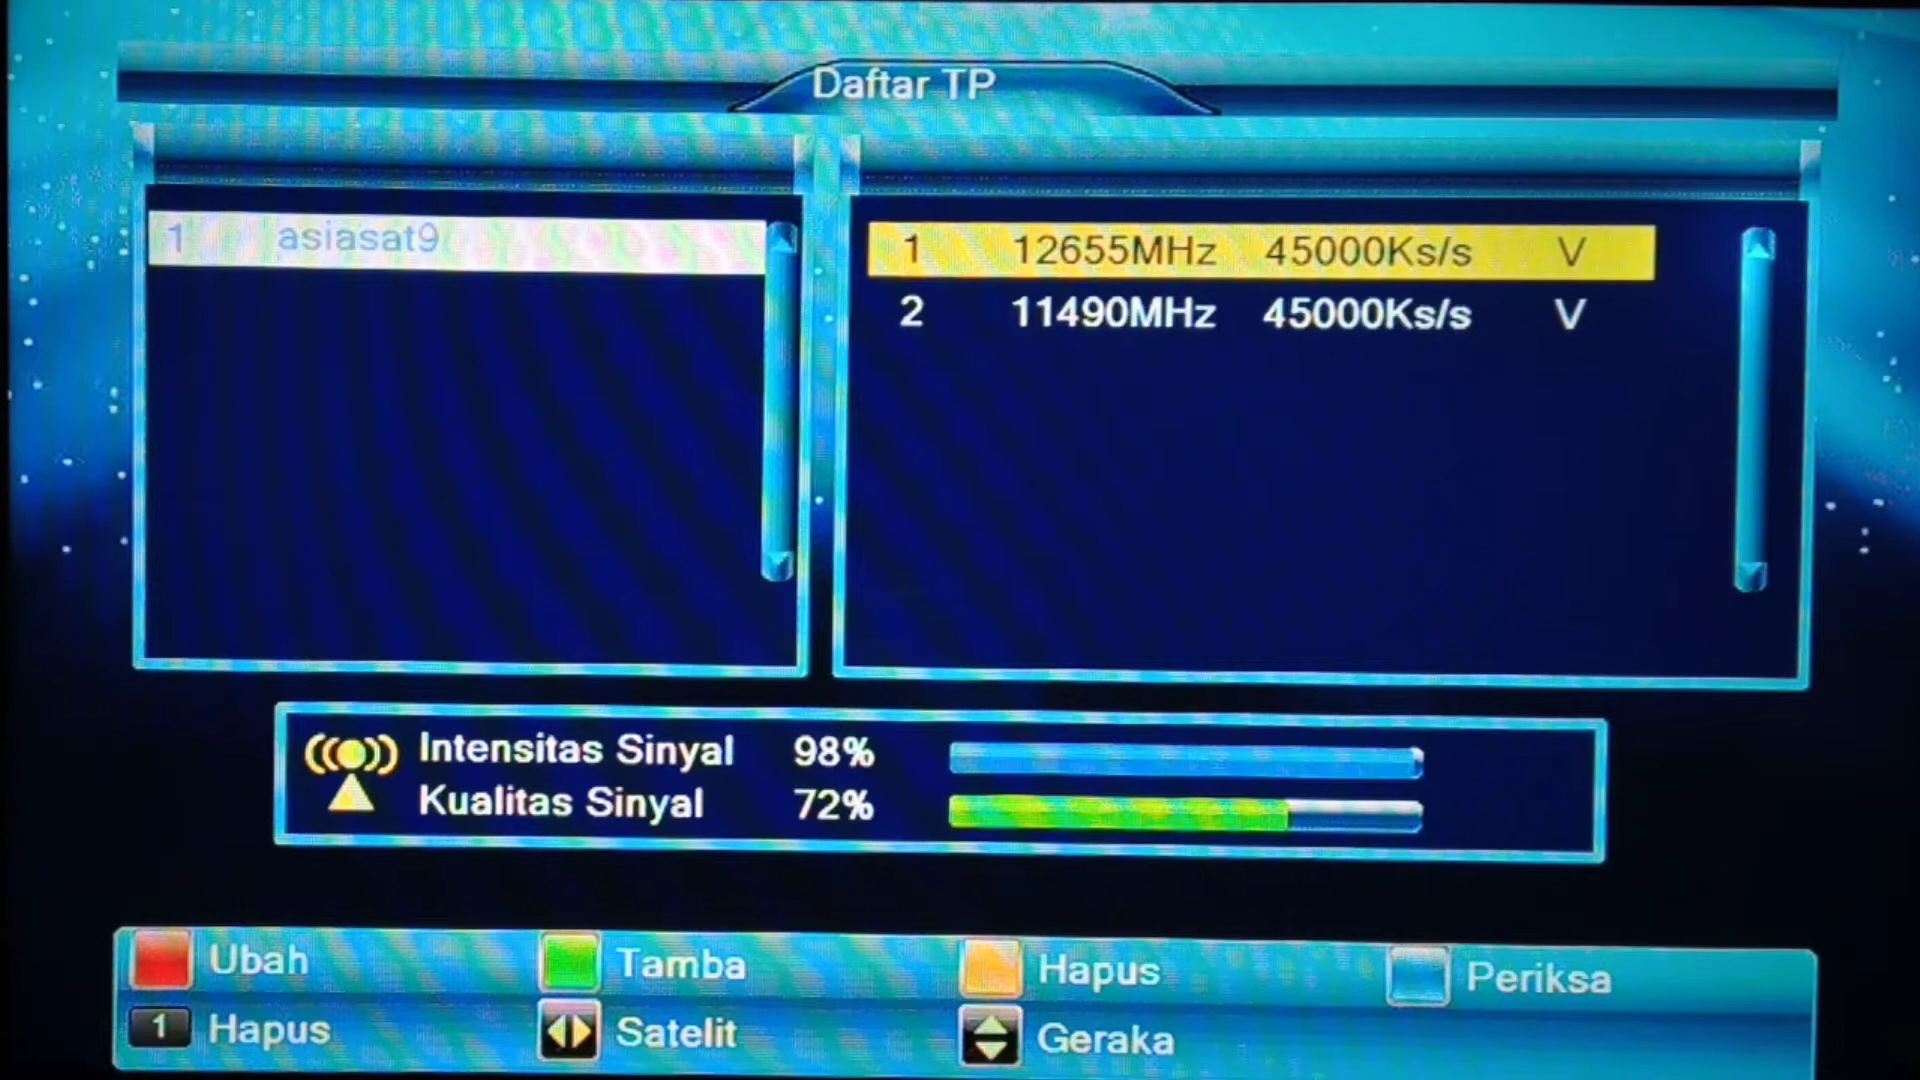 Daftar TP
1 asiasat9
1 12655MHz 45000Ks/s V
2 11490MHz 45000Ks/s V
Intensitas Sinyal 98%
Kualitas Sinyal 72%
Ubah Tamba Hapus Periksa
1 Hapus Satelit Geraka